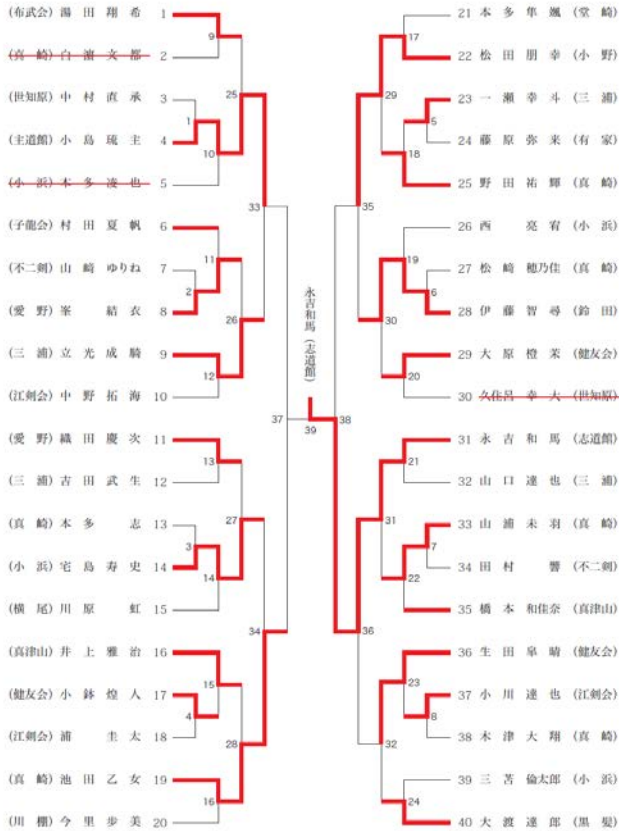 (布武会) 湯田翔希 1
(真崎) 白濵文都 2
(世知原) 中村直承 3
(主道館) 小島琉主 4
(小浜) 本多凌也 5
(子龍会) 村田夏帆 6
(不二剣) 山﨑ゆりね 7
(愛野) 峯結衣 8
(三浦) 立光成騎 9
(江剣会) 中野拓海 10
(愛野) 織田慶次 11
(三浦) 吉田武生 12
(真崎) 本多志 13
(小浜) 宅島寿史 14
(横尾) 川原虹 15
(真津山) 井上雅治 16
(健友会) 小鉢煌人 17
(江剣会) 浦圭太 18
(真崎) 池田乙女 19
(川棚) 今里歩美 20
9
1
10
25
33
11
2
26
12
13
3
14
27
34
15
4
28
16
37
永吉和馬(志道館)
39
38
17
29
5
18
35
19
6
30
20
21
31
7
22
36
23
8
32
24
21 本多隼颯 (堂崎)
22 松田朋幸 (小野)
23 一瀬幸斗 (三浦)
24 藤原弥来 (有家)
25 野田祐輝 (真崎)
26 西亮宥 (小浜)
27 松﨑穂乃佳 (真崎)
28 伊藤智尋 (鈴田)
29 大原橙茉 (健友会)
30 久住呂幸大 (世知原)
31 永吉和馬 (志道館)
32 山口達也 (三浦)
33 山浦未羽 (真崎)
34 田村響 (不二剣)
35 橋本和佳奈 (真津山)
36 生田皐晴 (健友会)
37 小川達也 (江剣会)
38 木津大翔 (真崎)
39 三苫倫太郎 (小浜)
40 大渡達郎 (黒髪)